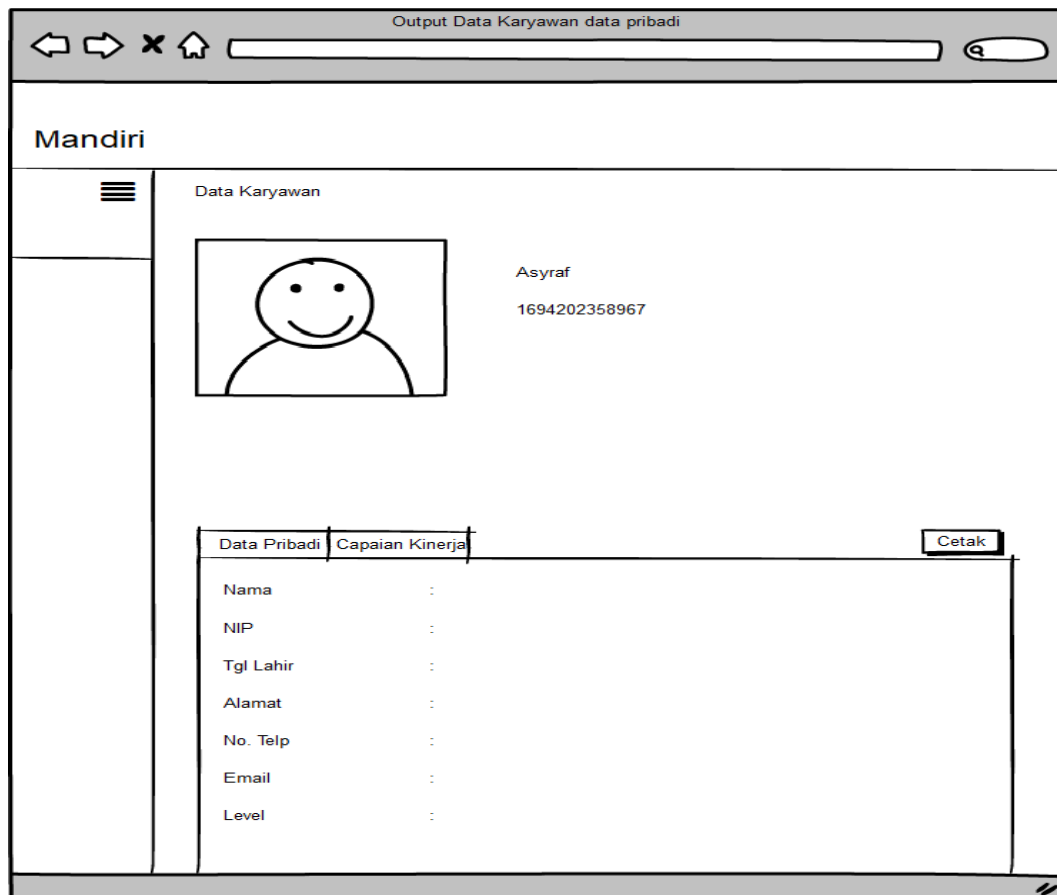 Output Data Karyawan data pribadi
Mandiri
Data Karyawan
Asyraf
1694202358967
Data Pribadi Capaian Kinerja Cetak
Nama :
NIP :
Tgl Lahir :
Alamat :
No. Telp :
Email :
Level :